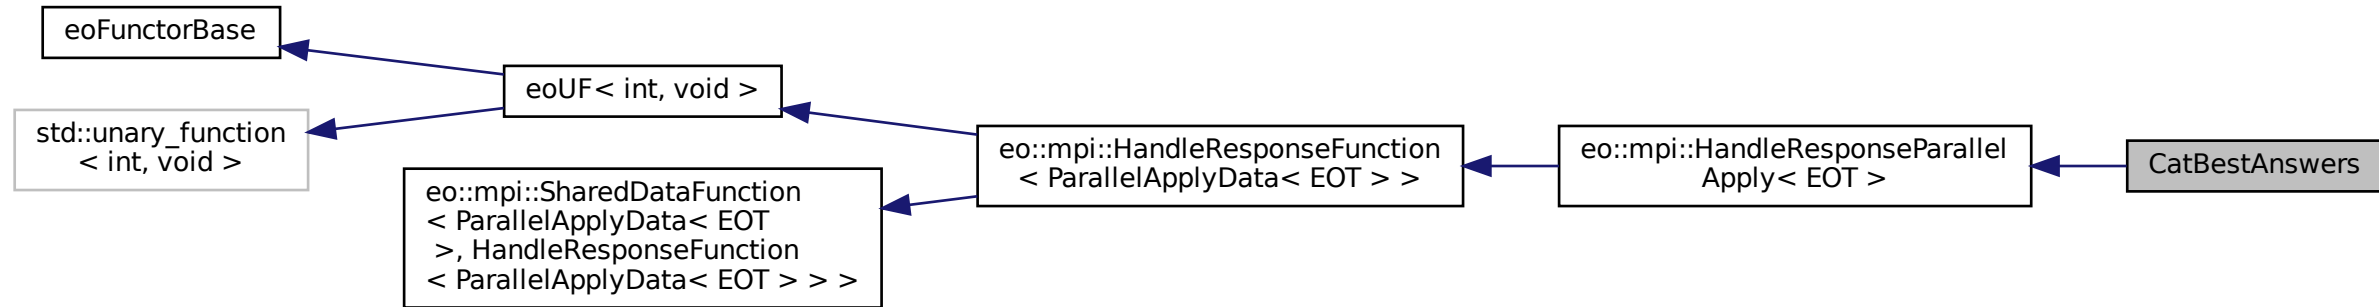 eoFunctorBase
std::unary_function
< int, void >
eoUF< int, void >
eo::mpi::SharedDataFunction
< ParallelApplyData< EOT
>, HandleResponseFunction
< ParallelApplyData< EOT > > >
eo::mpi::HandleResponseFunction
< ParallelApplyData< EOT > >
eo::mpi::HandleResponseParallel
Apply< EOT >
CatBestAnswers